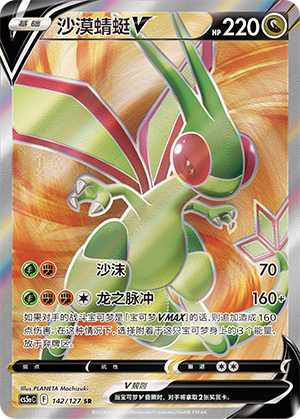 基础 沙漠蜻蜓V HP 220
沙沫 70
龙之脉冲 160+
如果对手的战斗宝可梦是「宝可梦VMAX」的话,则追加造成160
点伤害。在这种情况下,选择附着于这只宝可梦身上的3个能量,
放于弃牌区。
弱点 抵抗力 撤退
Illus. PLANETA Mochizuki
V规则
当宝可梦V昏厥时,对手将拿取2张奖赏卡。
CS5aC F 142/127 SR